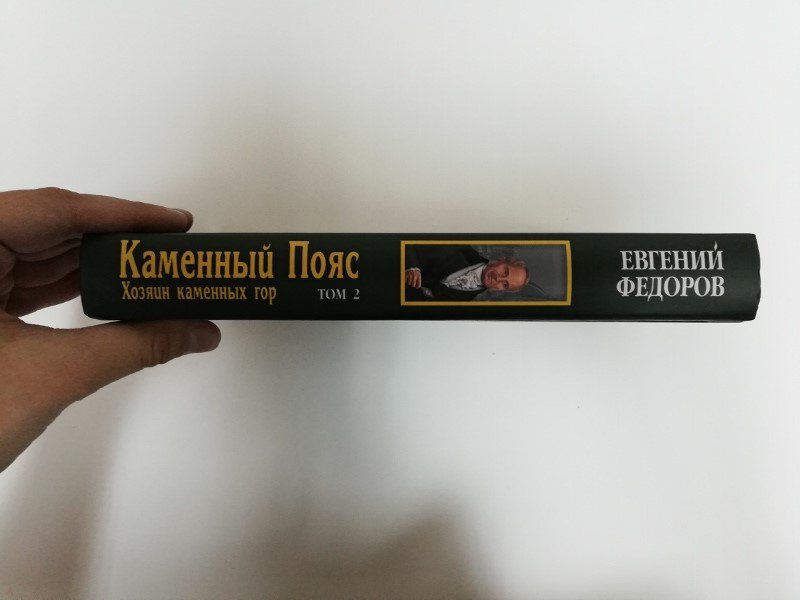 Каменный Пояс
Хозяин каменных гор
ТОМ 2
ЕВГЕНИЙ
ФЕДОРОВ